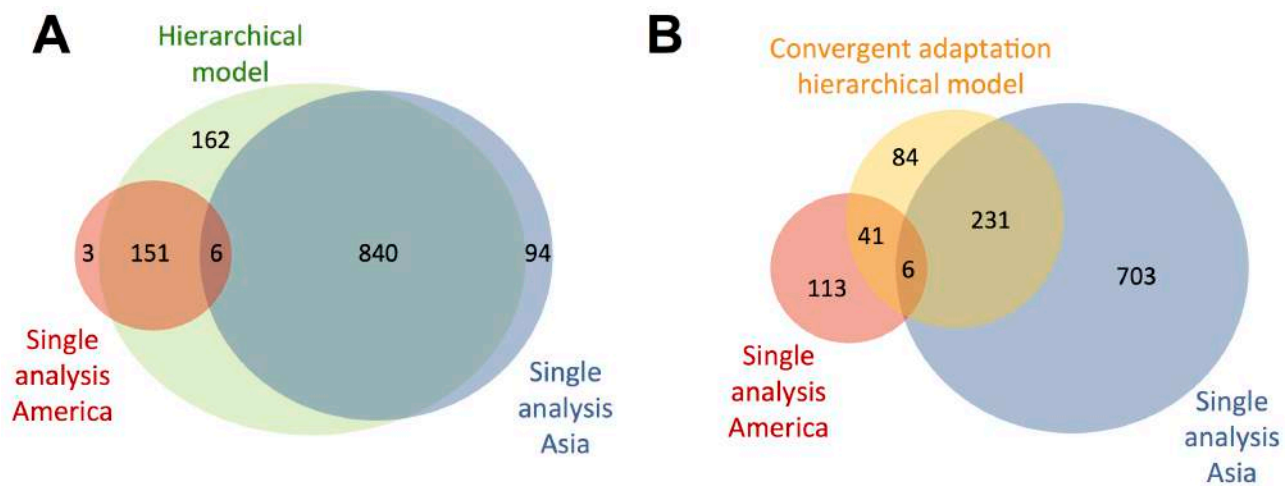 A
Hierarchical
model
162
3
151
6
840
94
Single
analysis
America
Single
analysis
Asia
B
Convergent adaptation
hierarchical model
84
41
231
6
113
703
Single
analysis
America
Single
analysis
Asia